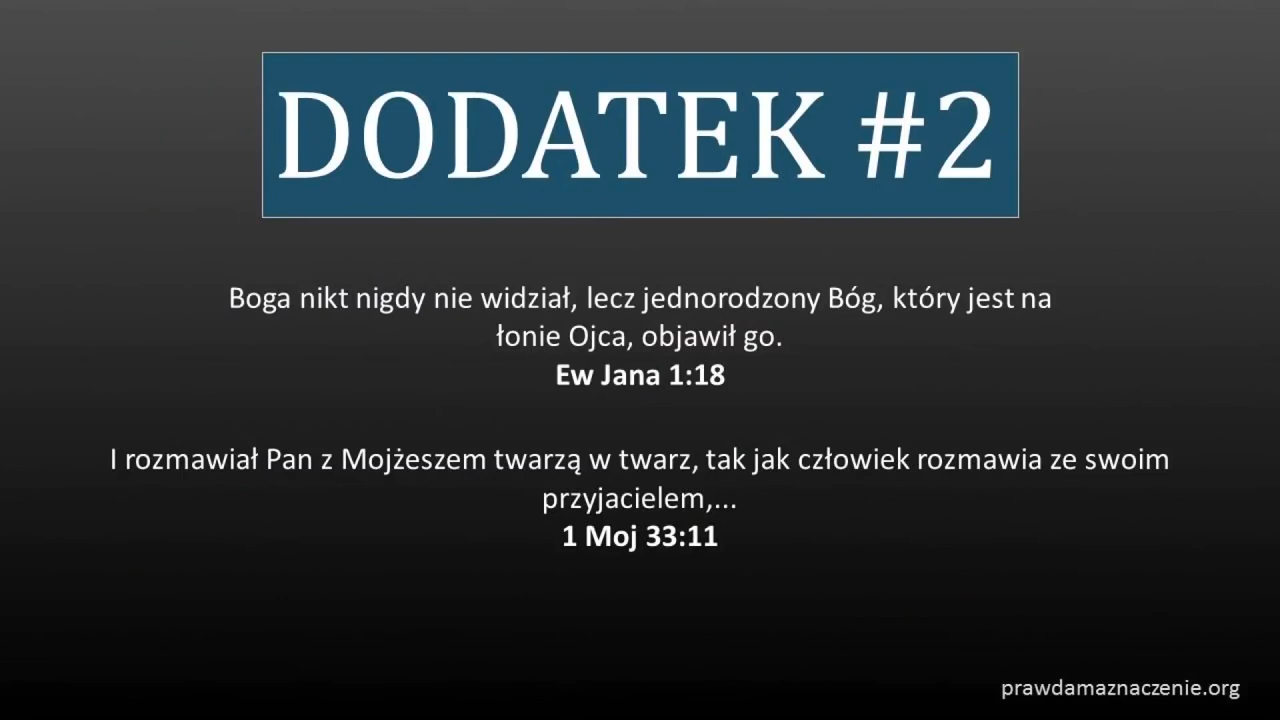 DODATEK #2
Boga nikt nigdy nie widział, lecz jednorodzony Bóg, który jest na
łonie Ojca, objawił go.
Ew Jana 1:18
I rozmawiał Pan z Mojżeszem twarzą w twarz, tak jak człowiek rozmawia ze swoim
przyjacielem,...
1 Moj 33:11
prawdamaznaczenie.org